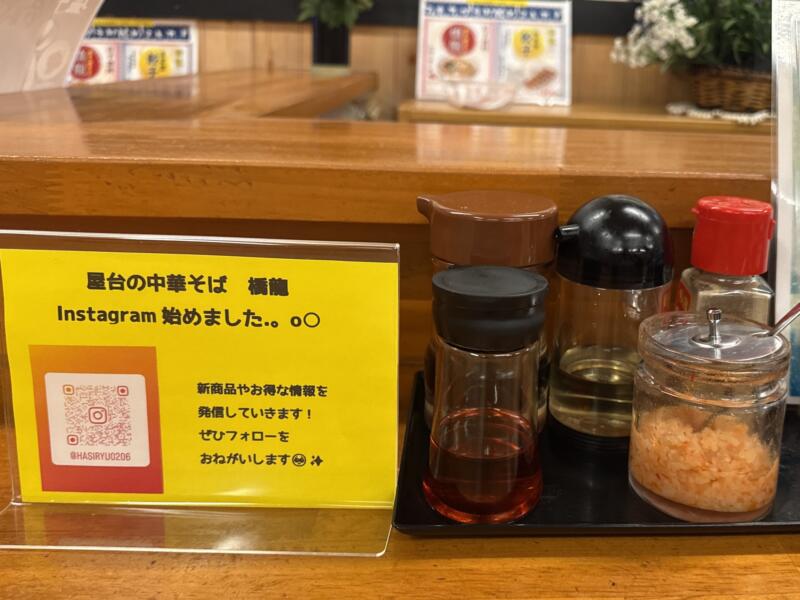 屋台の中華そば 橋龍
Instagram 始めました.。o○
新商品やお得な情報を
発信していきます！
ぜひフォローを
おねがいします
@HASIRYU0206